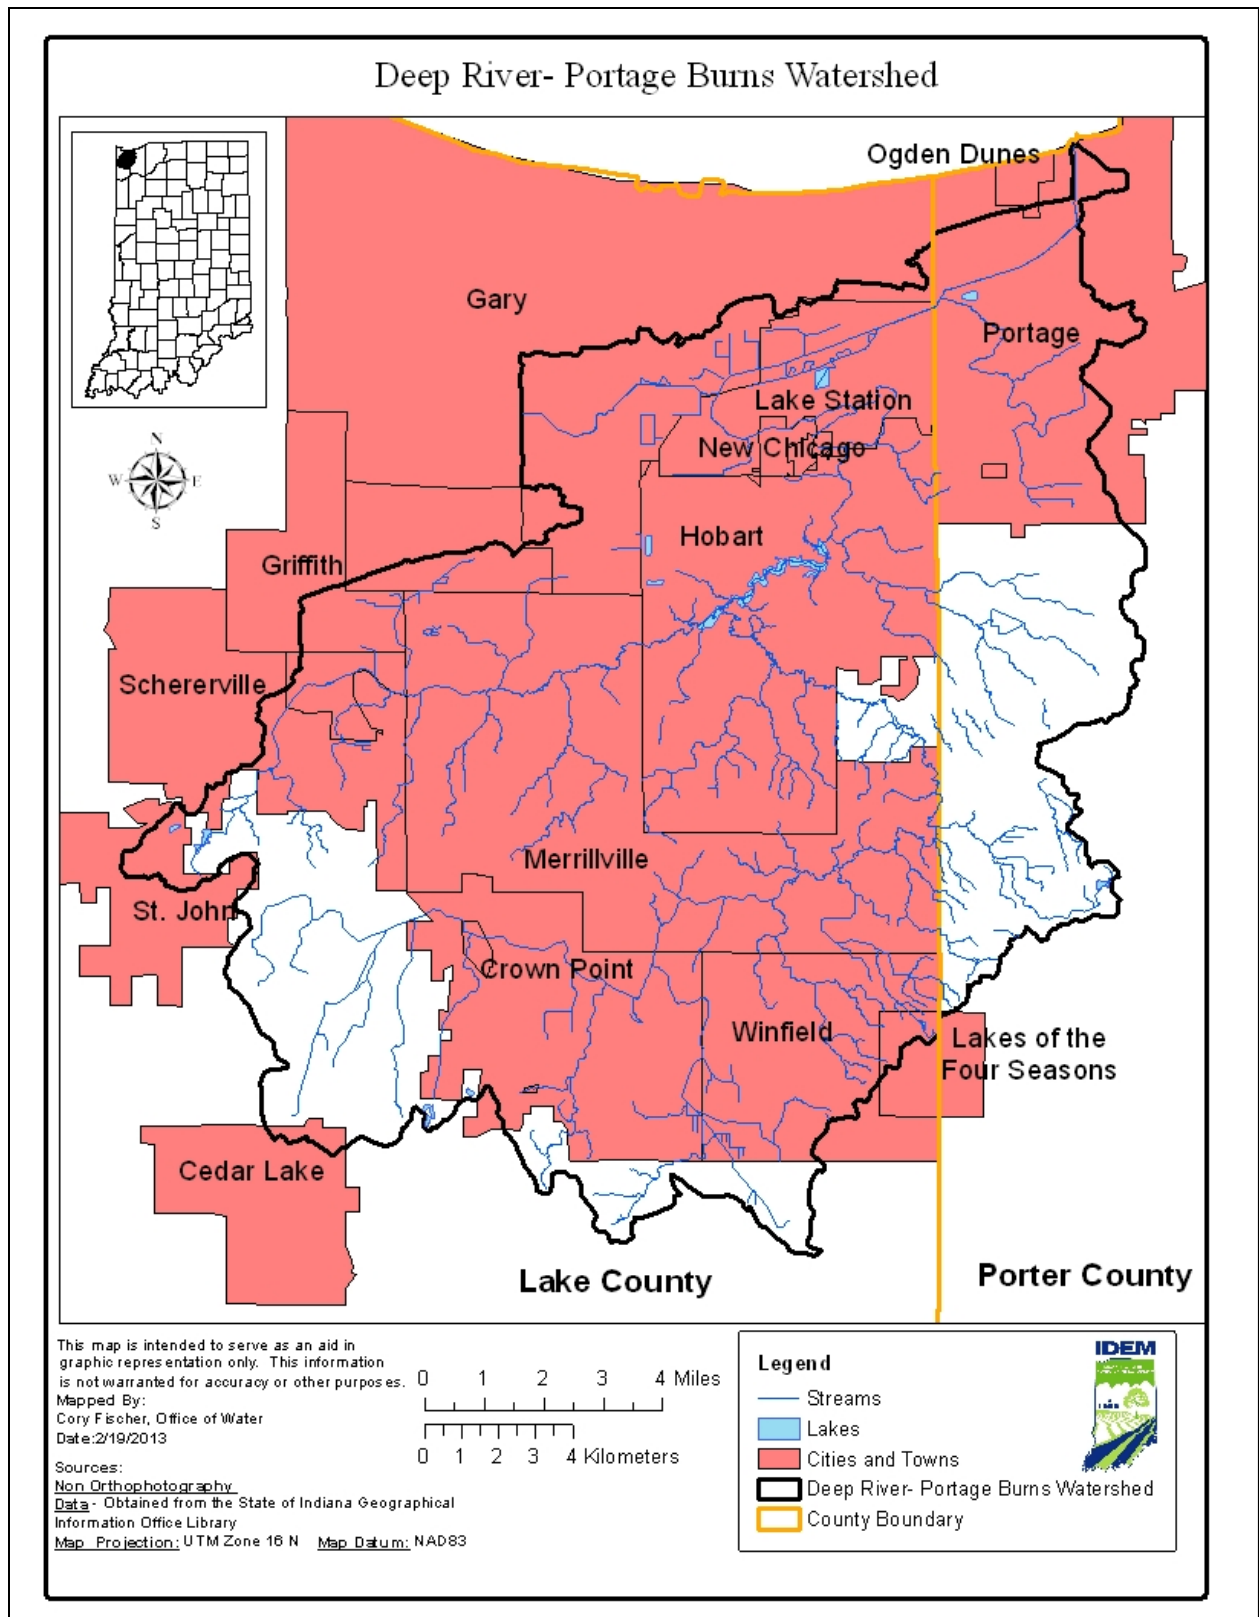 Deep River- Portage Burns Watershed
Ogden Dunes
Gary
Portage
Lake Station
New Chicago
Hobart
Griffith
Schererville
Merrillville
St. John
Crown Point
Winfield
Lakes of the
Four Seasons
Cedar Lake
Lake County
Porter County
N
W
E
S
This map is intended to serve as an aid in
graphic representation only. This information
is not warranted for accuracy or other purposes.
Mapped By:
Cory Fischer, Office of Water
Date:2/19/2013
Sources:
Non Orthophotography
Data - Obtained from the State of Indiana Geographical
Information Office Library
Map Projection: UTM Zone 16 N Map Datum: NAD83
0 1 2 3 4 Miles
0 1 2 3 4 Kilometers
Legend
Streams
Lakes
Cities and Towns
Deep River- Portage Burns Watershed
County Boundary
IDEM